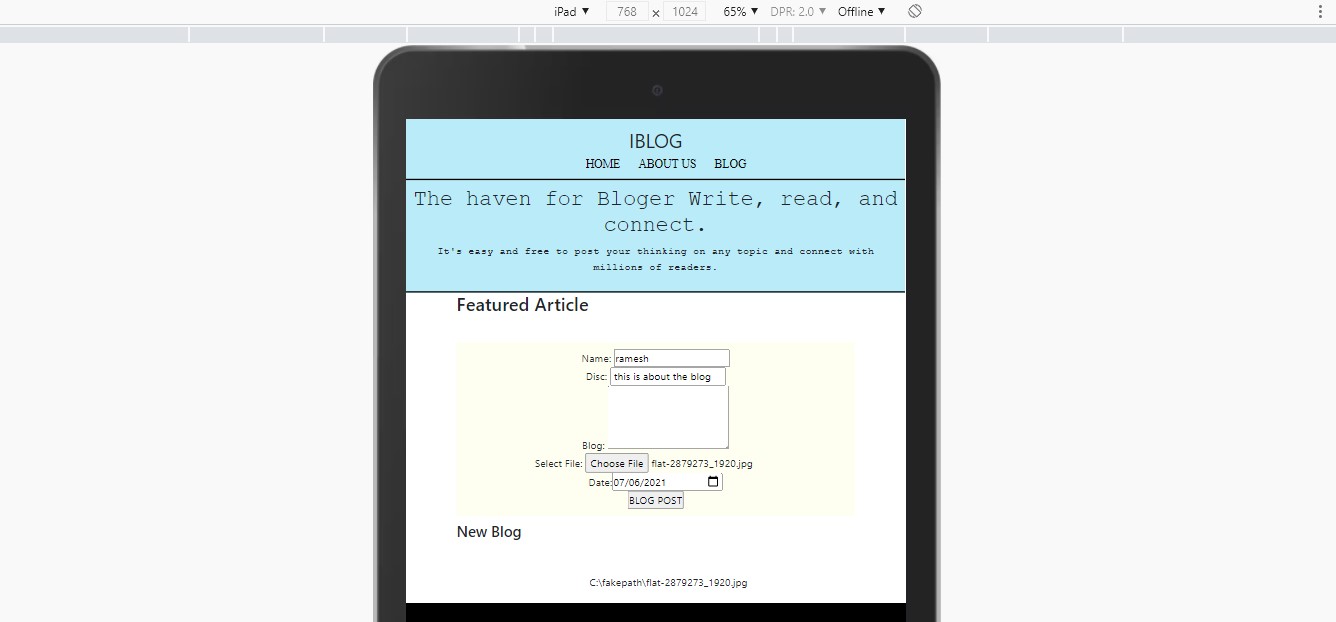 iPad ▼ 768 x 1024 65% ▼ DPR: 2.0 ▼ Offline ▼
IBLOG
HOME ABOUT US BLOG
The haven for Bloger Write, read, and
connect.
It's easy and free to post your thinking on any topic and connect with
millions of readers.
Featured Article
Name: ramesh
Disc: this is about the blog
Blog:
Select File: Choose File flat-2879273_1920.jpg
Date: 07/06/2021
BLOG POST
New Blog
C:\fakepath\flat-2879273_1920.jpg